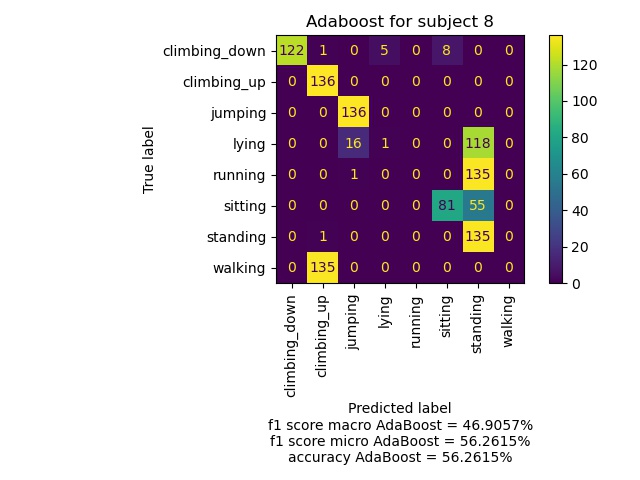 Adaboost for subject 8
climbing_down 122 1 0 5 0 8 0 0
climbing_up 0 136 0 0 0 0 0 0
jumping 0 0 136 0 0 0 0 0
lying 0 0 16 1 0 0 118 0
running 0 0 1 0 0 0 135 0
sitting 0 0 0 0 0 81 55 0
standing 0 1 0 0 0 0 135 0
walking 0 135 0 0 0 0 0 0
True label
climbing_down
climbing_up
jumping
lying
running
sitting
standing
walking
Predicted label
f1 score macro AdaBoost = 46.9057%
f1 score micro AdaBoost = 56.2615%
accuracy AdaBoost = 56.2615%
120
100
80
60
40
20
0